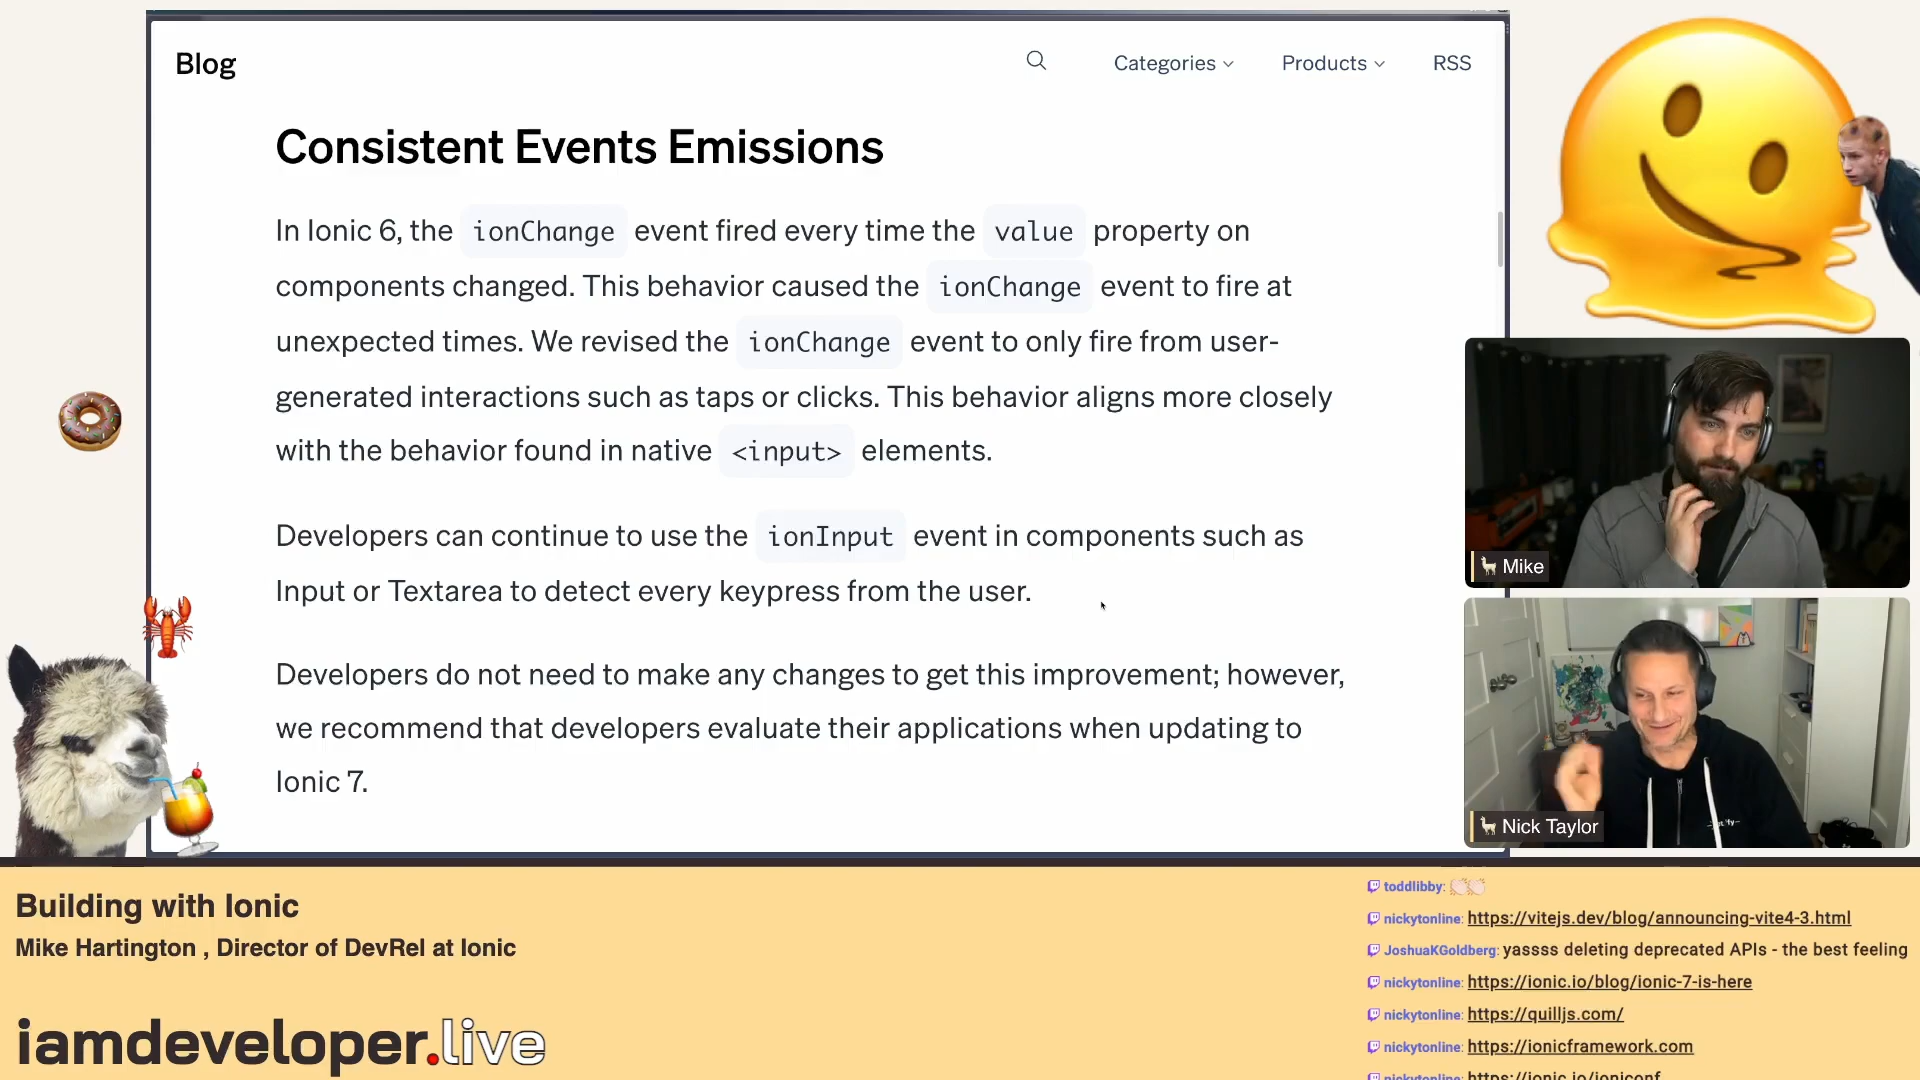 Blog
Categories
Products
RSS
Consistent Events Emissions
In Ionic 6, the ionChange event fired every time the value property on
components changed. This behavior caused the ionChange event to fire at
unexpected times. We revised the ionChange event to only fire from user-
generated interactions such as taps or clicks. This behavior aligns more closely
with the behavior found in native <input> elements.
Developers can continue to use the ionInput event in components such as
Input or Textarea to detect every keypress from the user.
Developers do not need to make any changes to get this improvement; however,
we recommend that developers evaluate their applications when updating to
Ionic 7.
Mike
Nick Taylor
Building with Ionic
Mike Hartington , Director of DevRel at Ionic
iamdeveloper.live
toddlibby:
nickytonline: https://vitejs.dev/blog/announcing-vite4-3.html
JoshuaKGoldberg: yassss deleting deprecated APIs - the best feeling
nickytonline: https://ionic.io/blog/ionic-7-is-here
nickytonline: https://quilljs.com/
nickytonline: https://ionicframework.com
nickytonline: https://ionic.io/ioniconf